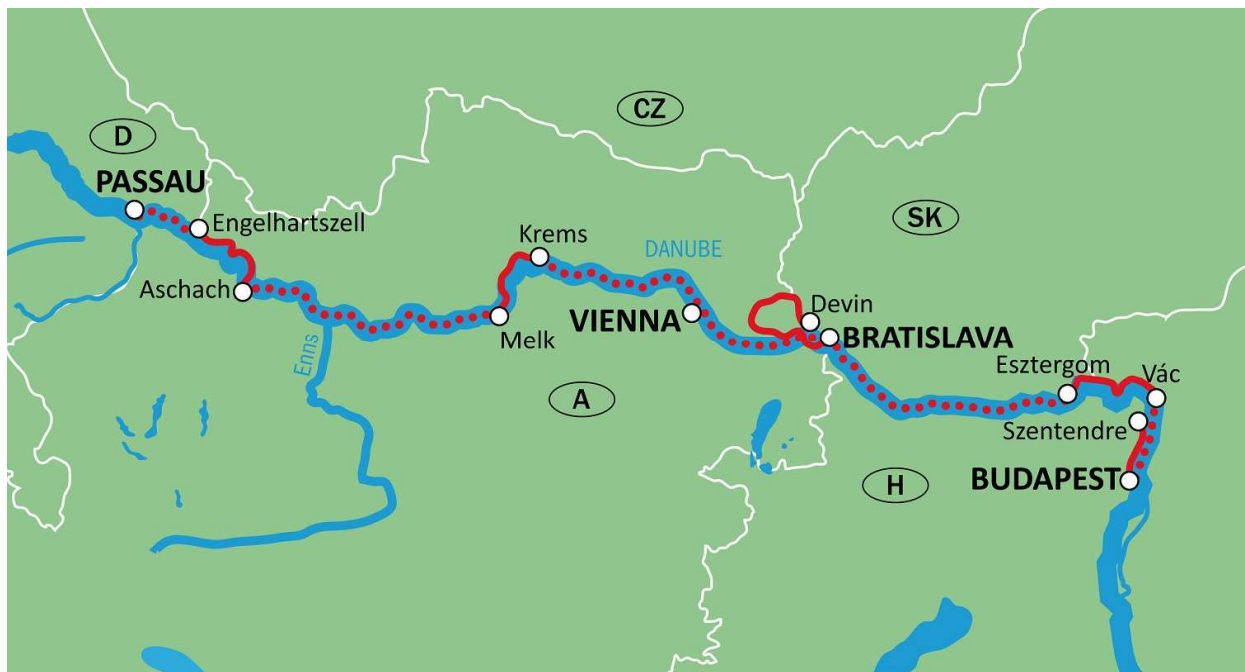 CZ
D
PASSAU
Engelhartszell
SK
Krems
DANUBE
Aschach
Devin
VIENNA
BRATISLAVA
Melk
Enns
Esztergom
Vác
A
Szentendre
BUDAPEST
H